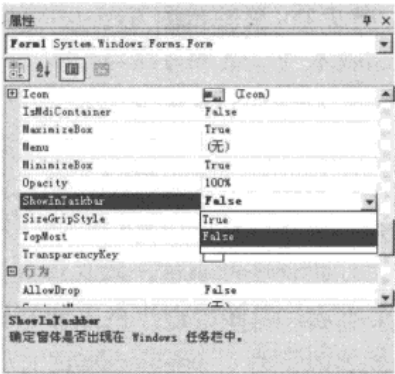 属性
Form1 System.Windows.Forms.Form
Icon (Icon)
IsMdiContainer False
MaximizeBox True
Menu (无)
MinimizeBox True
Opacity 100%
ShowInTaskbar False
SizeGripStyle True
TopMost False
TransparencyKey
行为
AllowDrop False
(无)
ShowInTaskbar
确定窗体是否出现在 Windows 任务栏中。